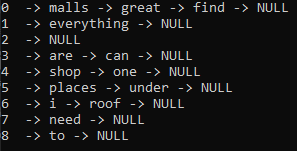 0  -> malls -> great -> find -> NULL
1  -> everything -> NULL
2  -> NULL
3  -> are -> can -> NULL
4  -> shop -> one -> NULL
5  -> places -> under -> NULL
6  -> i -> roof -> NULL
7  -> need -> NULL
8  -> to -> NULL